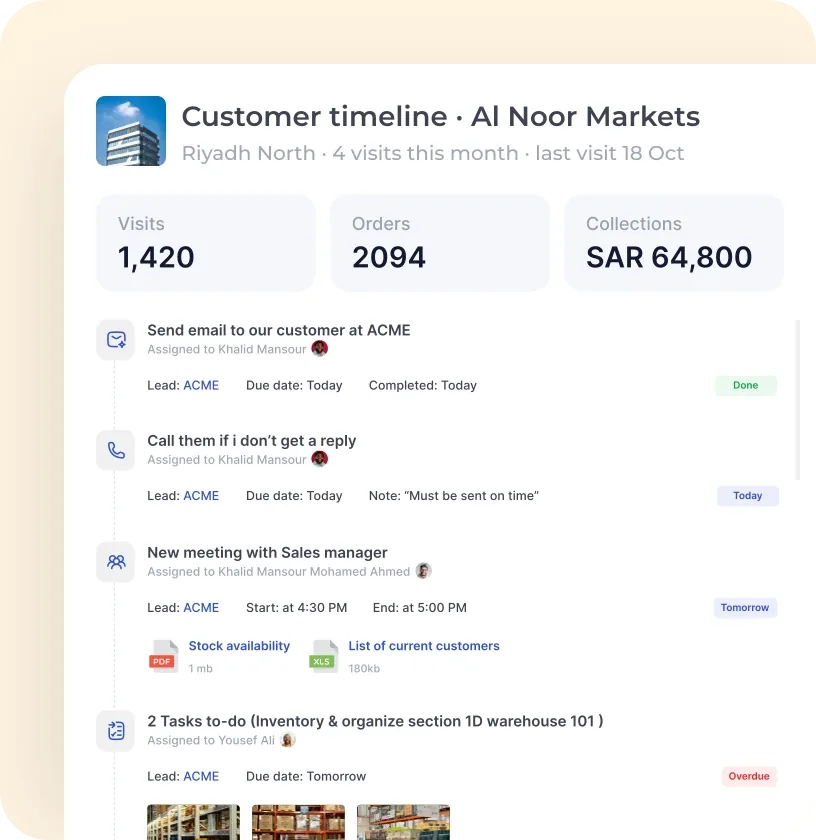 Customer timeline · Al Noor Markets
Riyadh North · 4 visits this month · last visit 18 Oct
Visits
1,420
Orders
2094
Collections
SAR 64,800
Send email to our customer at ACME
Assigned to Khalid Mansour
Lead: ACME Due date: Today Completed: Today Done
Call them if i don’t get a reply
Assigned to Khalid Mansour
Lead: ACME Due date: Today Note: “Must be sent on time” Today
New meeting with Sales manager
Assigned to Khalid Mansour Mohamed Ahmed
Lead: ACME Start: at 4:30 PM End: at 5:00 PM Tomorrow
PDF
Stock availability
1 mb
XLS
List of current customers
180kb
2 Tasks to-do (Inventory & organize section 1D warehouse 101 )
Assigned to Yousef Ali
Lead: ACME Due date: Tomorrow Overdue